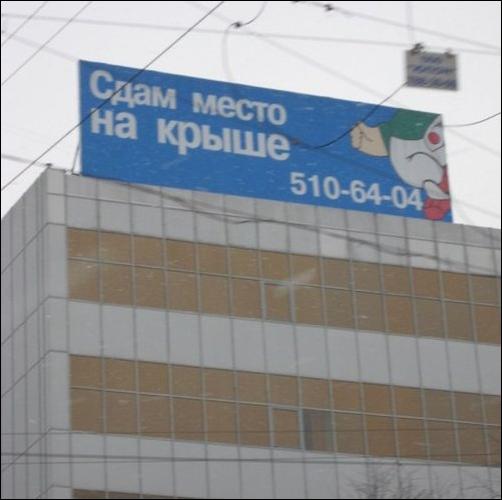 Сдам место
на крыше
510-64-04